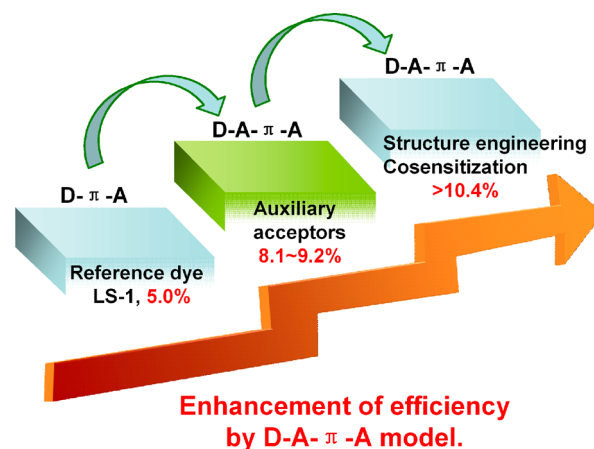 D-A- π -A
Structure engineering
Cosensitization
>10.4%
D-A- π -A
Auxiliary
acceptors
8.1~9.2%
D- π -A
Reference dye
LS-1, 5.0%
Enhancement of efficiency
by D-A- π -A model.